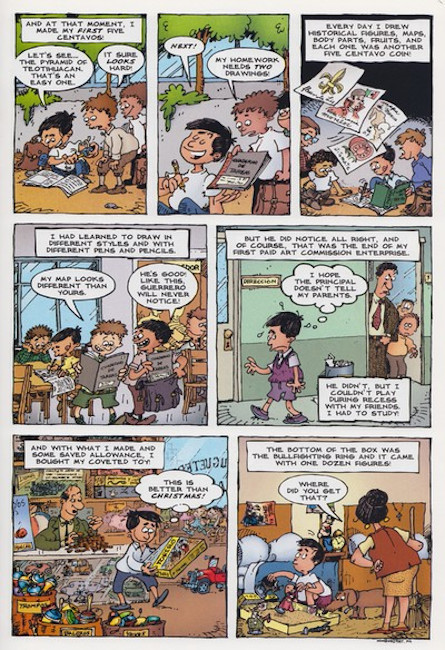 AND AT THAT MOMENT, I
MADE MY FIRST FIVE
CENTAVOS!
LET'S SEE...
THE PYRAMID OF
TEOTIHUACAN.
THAT'S AN
EASY ONE.
IT SURE
LOOKS
HARD!
NEXT!
MY HOMEWORK
NEEDS TWO
DRAWINGS!
EVERY DAY I DREW
HISTORICAL FIGURES, MAPS,
BODY PARTS, FRUITS, AND
EACH ONE WAS ANOTHER
FIVE CENTAVO COIN!
I HAD LEARNED TO DRAW IN
DIFFERENT STYLES AND WITH
DIFFERENT PENS AND PENCILS.
MY MAP LOOKS
DIFFERENT THAN
YOURS.
HE'S GOOD
LIKE THIS,
GUERRERO
WILL NEVER
NOTICE!
BUT HE DID NOTICE ALL RIGHT, AND
OF COURSE, THAT WAS THE END OF MY
FIRST PAID ART COMMISSION ENTERPRISE.
DIRECCION
I HOPE
THE PRINCIPAL
DOESN'T TELL
MY PARENTS.
HE DIDN'T, BUT I
COULDN'T PLAY
DURING RECESS
WITH MY FRIENDS.
I HAD TO STUDY!
AND WITH WHAT I MADE AND
SOME SAVED ALLOWANCE, I
BOUGHT MY COVETED TOY!
THIS IS
BETTER THAN
CHRISTMAS!
TROMPOS
THE BOTTOM OF THE BOX WAS
THE BULLFIGHTING RING AND IT CAME
WITH ONE DOZEN FIGURES!
WHERE
DID YOU GET
THAT?